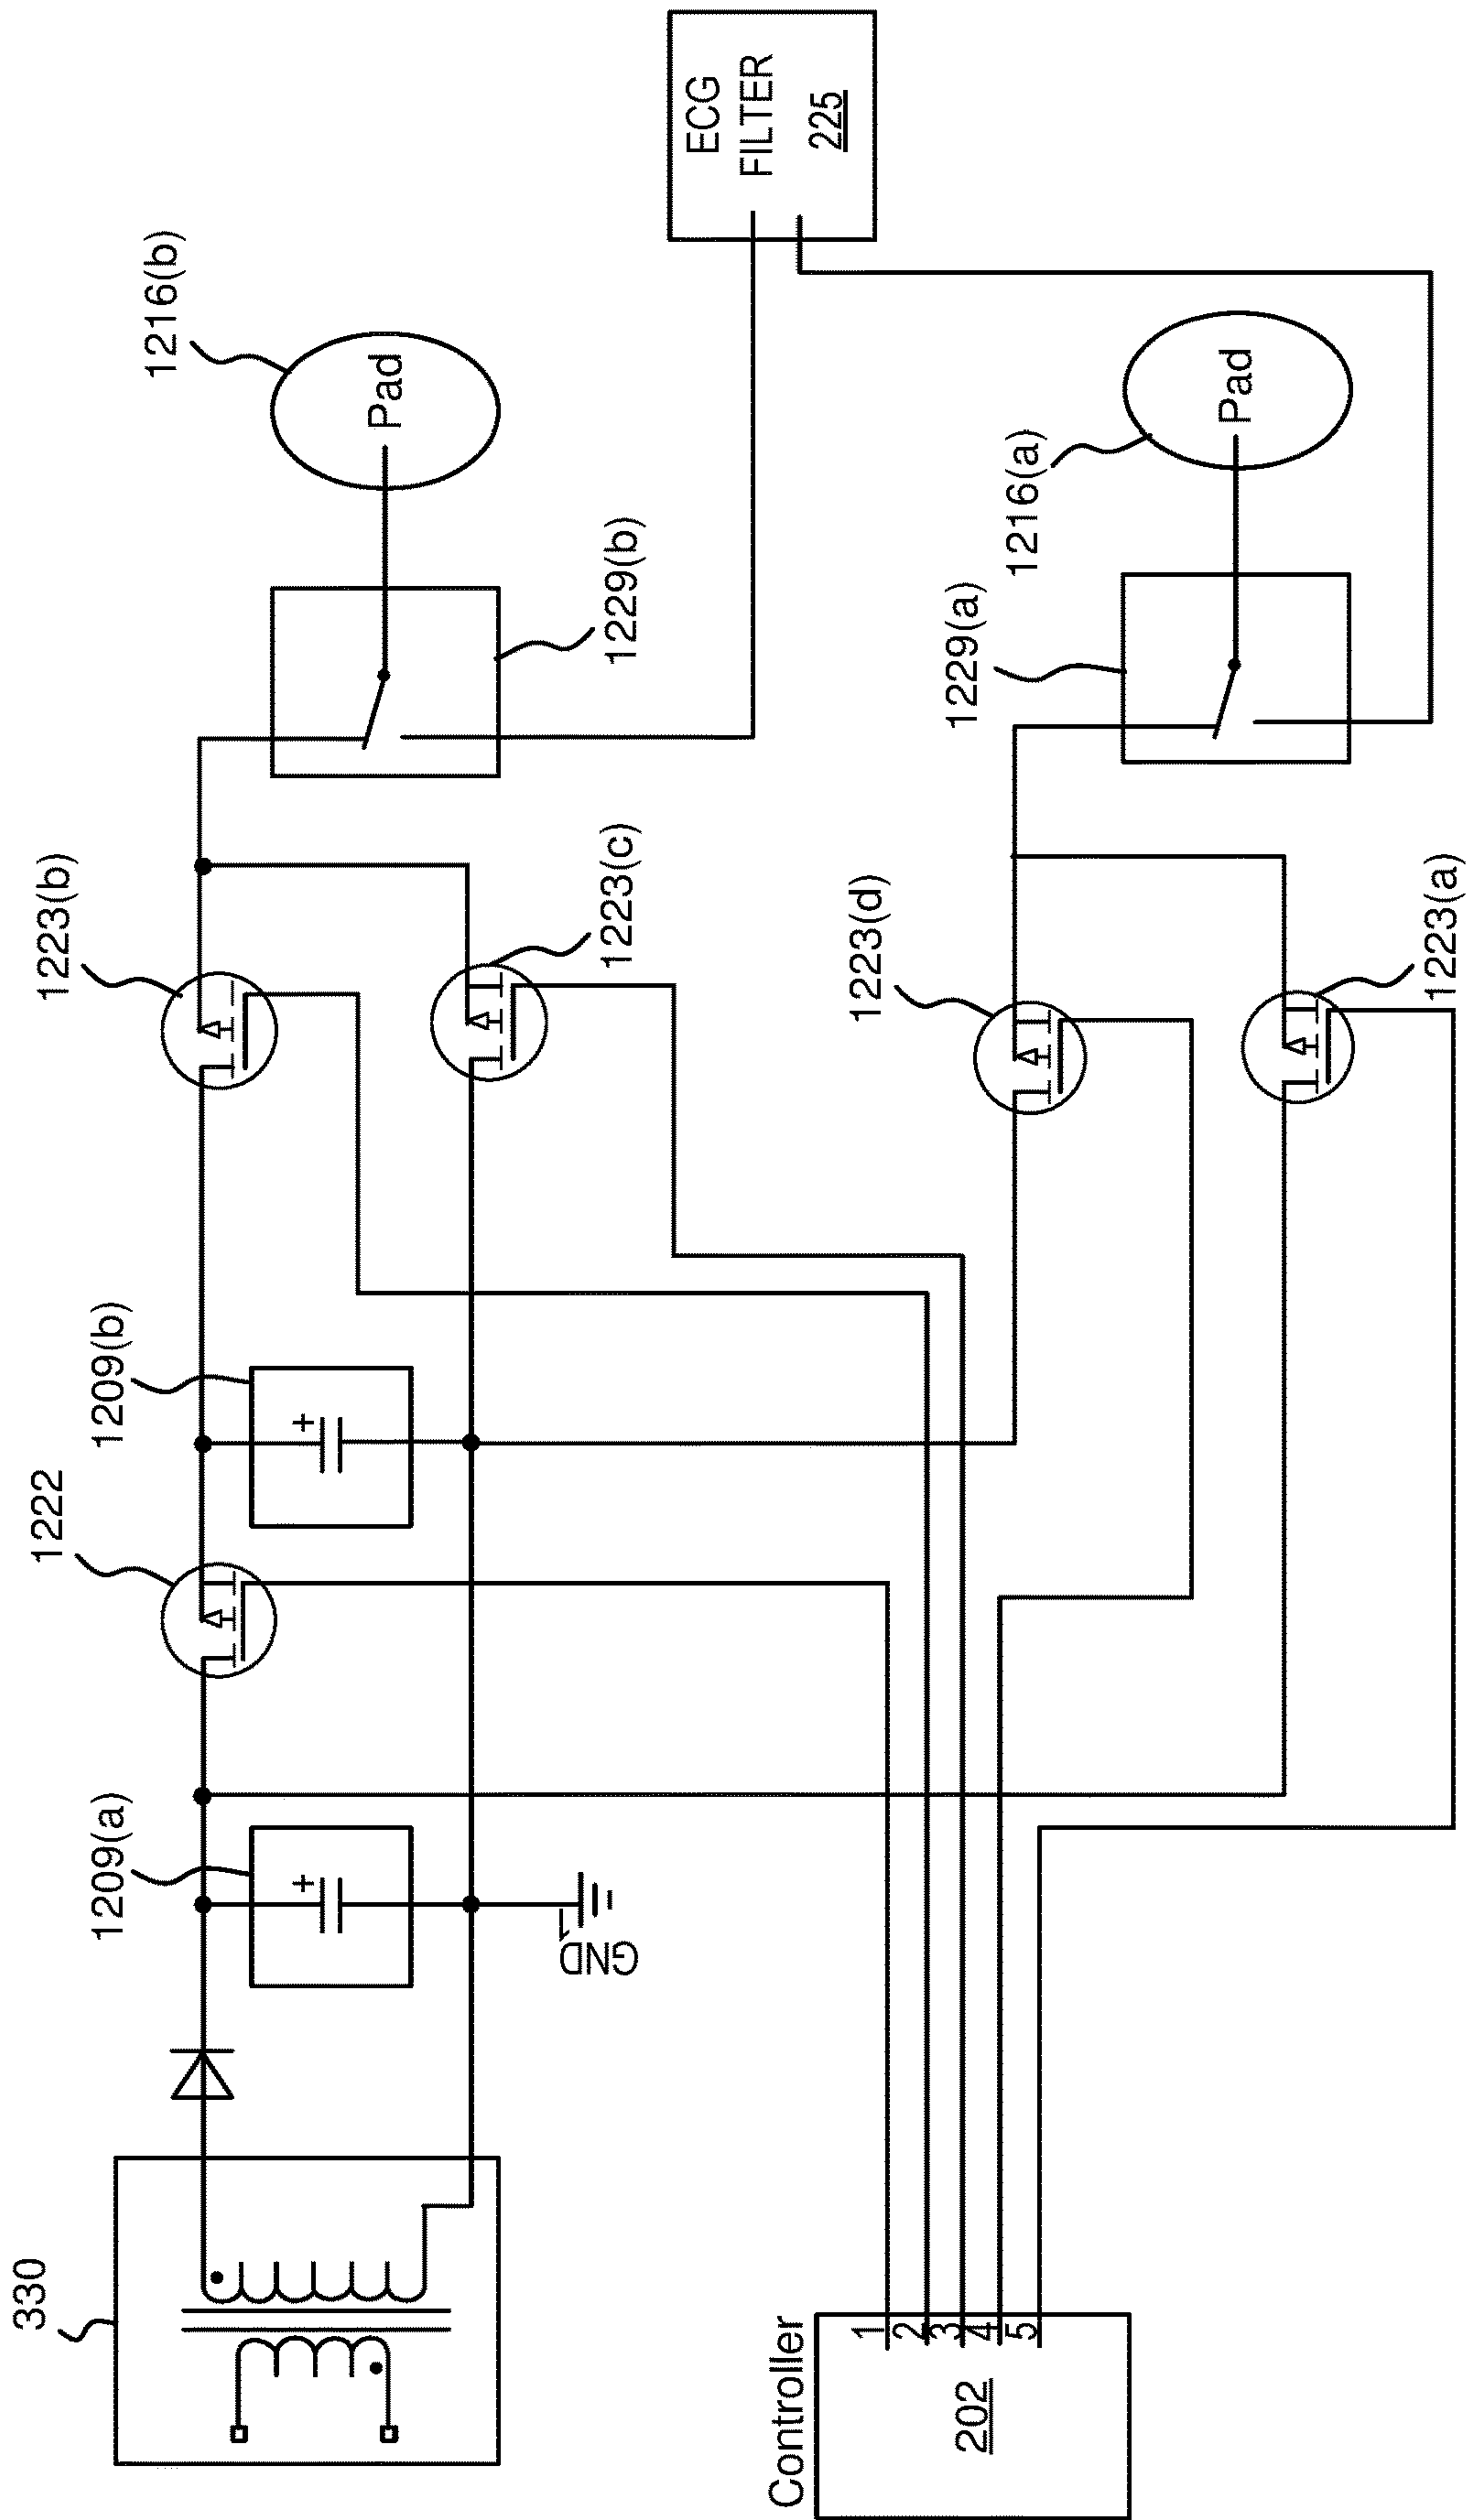 330
1209(a)
1222
1209(b)
1223(b)
1216(b)
+
+
Pad
GND
1
1223(c)
1229(b)
ECG
FILTER
225
Controller
202
1
2
3
4
5
1223(d)
1229(a)
1216(a)
Pad
1223(a)